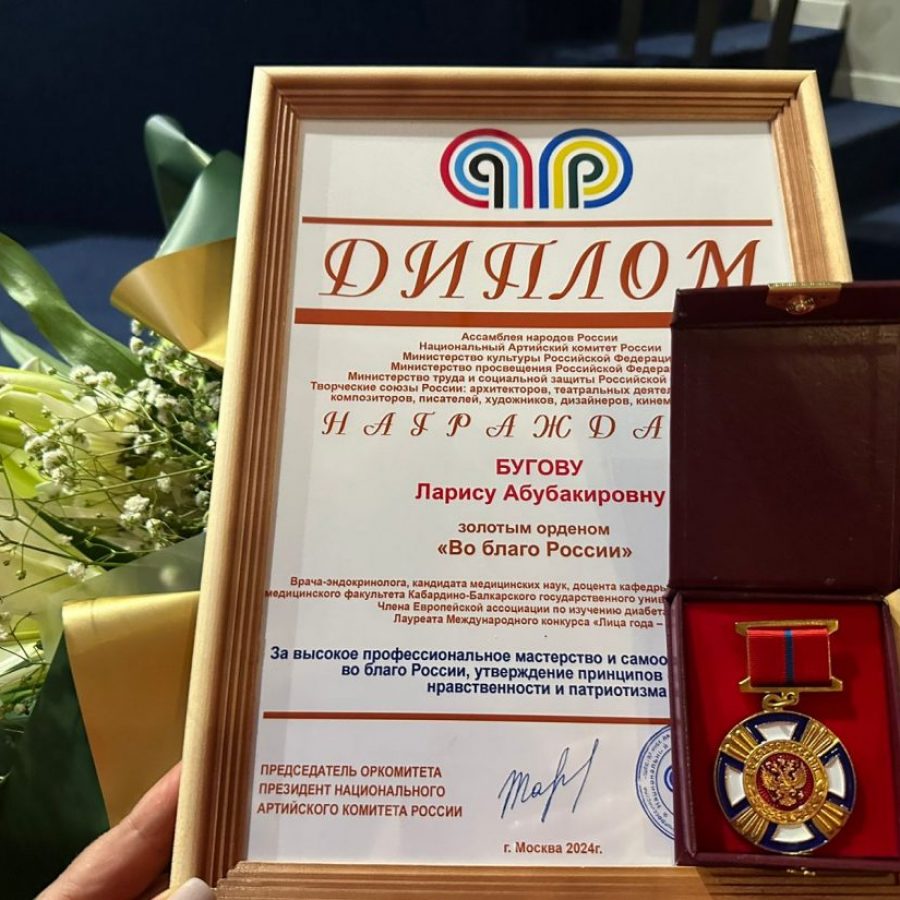 ДИПЛОМ
Ассамблея народов России
Национальный Артийский комитет России
Министерство культуры Российской Федераци
Министерство просвещения Российской Федера
Министерство труда и социальной защиты Российской
Творческие союзы России: архитекторов, театральных деятел
композиторов, писателей, художников, дизайнеров, кинем
НАГРАЖДА
БУГОВУ
Ларису Абубакировну
золотым орденом
«Во благо России»
Врача-эндокринолога, кандидата медицинских наук, доцента кафедры
медицинского факультета Кабардино-Балкарского государственного унив
Члена Европейской ассоциации по изучению диабета
Лауреата Международного конкурса «Лица года –
За высокое профессиональное мастерство и самоо
во благо России, утверждение принципов
нравственности и патриотизма
ПРЕДСЕДАТЕЛЬ ОРКОМИТЕТА
ПРЕЗИДЕНТ НАЦИОНАЛЬНОГО
АРТИЙСКОГО КОМИТЕТА РОССИИ
г. Москва 2024г.